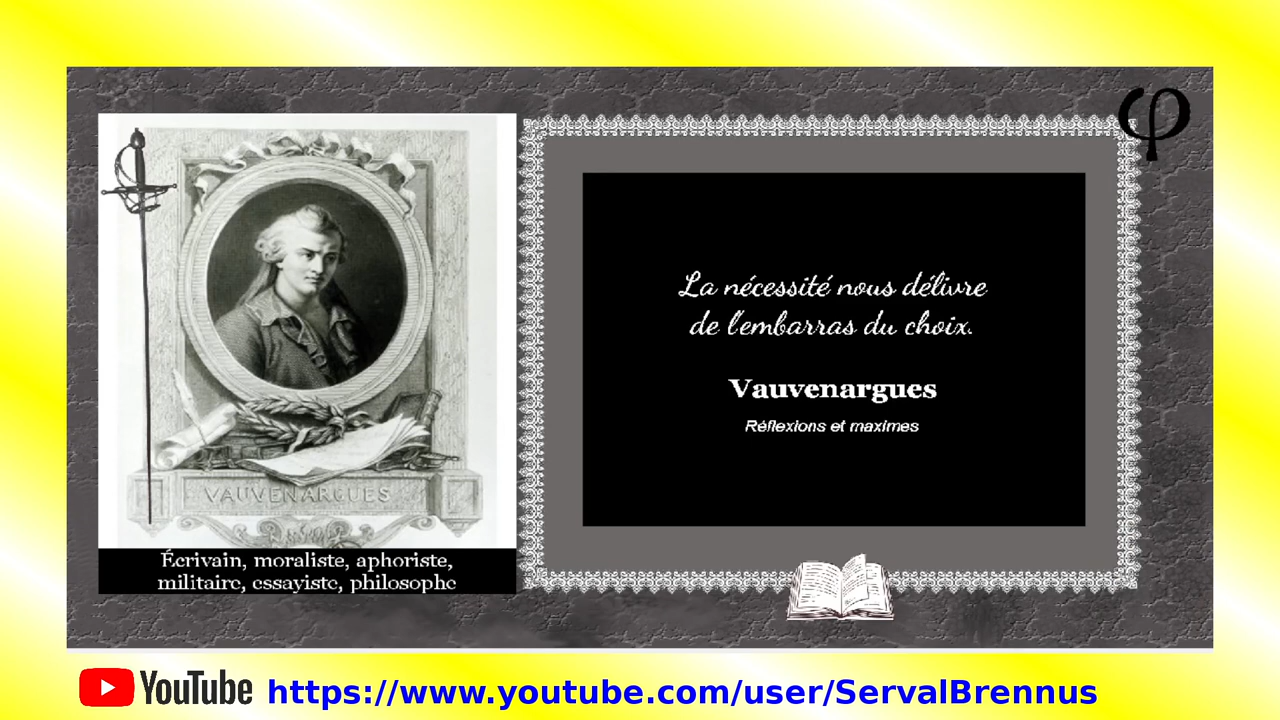 VAUVENARGUES
Écrivain, moraliste, aphoriste,
militaire, essayiste, philosophe
φ
La nécessité nous délivre
de l'embarras du choix.
Vauvenargues
Réflexions et maximes
YouTube https://www.youtube.com/user/ServalBrennus